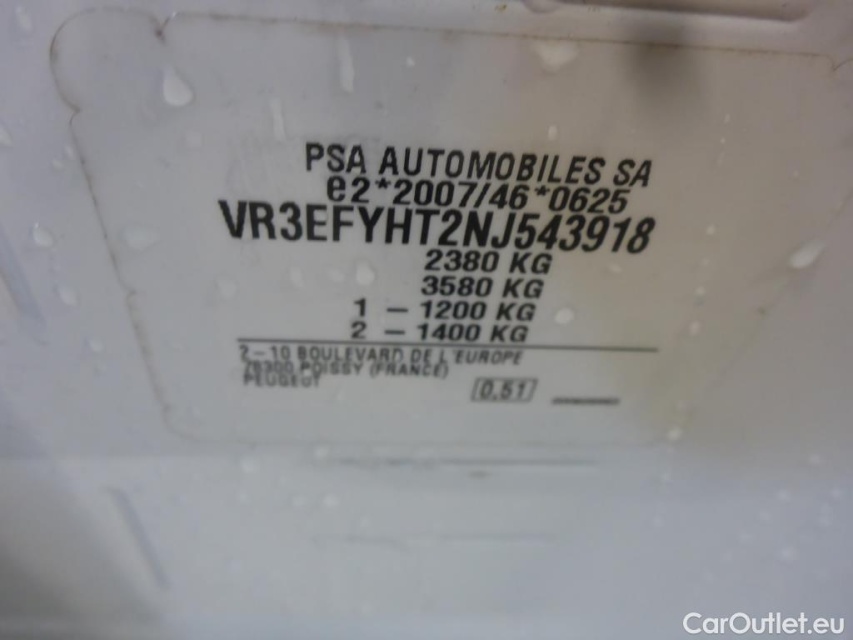 PSA AUTOMOBILES SA
e2*2007/46*0625
VR3EFYHT2NJ543918
2380 KG
3580 KG
1 – 1200 KG
2 – 1400 KG
2–10 BOULEVARD DE L'EUROPE
78300 POISSY (FRANCE)
PEUGEOT
0.51
CarOutlet.eu